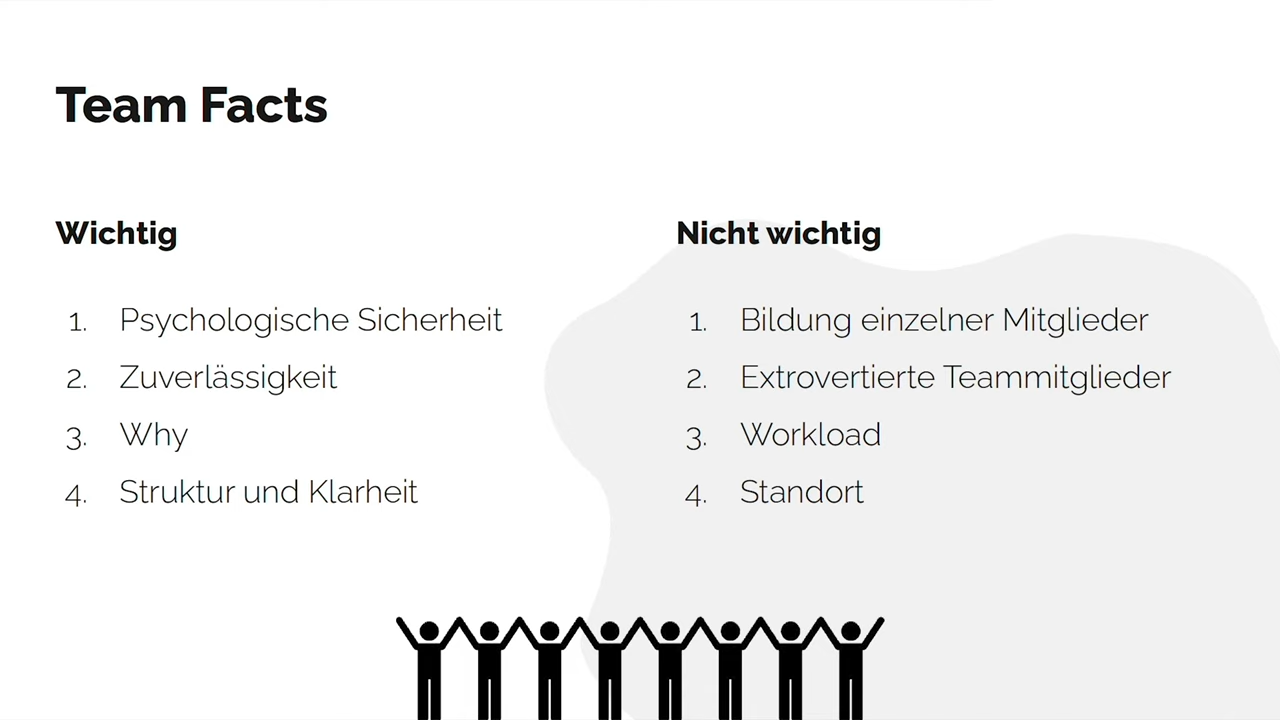 Team Facts
Wichtig
1. Psychologische Sicherheit
2. Zuverlässigkeit
3. Why
4. Struktur und Klarheit
Nicht wichtig
1. Bildung einzelner Mitglieder
2. Extrovertierte Teammitglieder
3. Workload
4. Standort